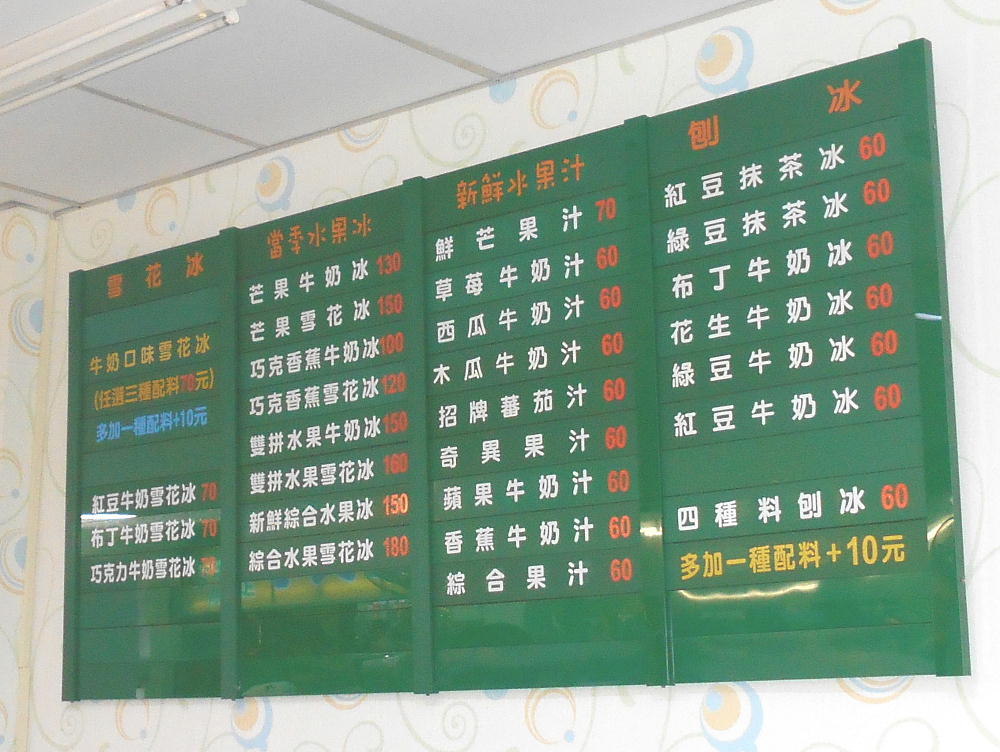 雪花冰
牛奶口味雪花冰
(任選三種配料70元)
多加一種配料+10元
紅豆牛奶雪花冰 70
布丁牛奶雪花冰 70
巧克力牛奶雪花冰
當季水果冰
芒果牛奶冰 130
芒果雪花冰 150
巧克香蕉牛奶冰 100
巧克香蕉雪花冰 120
雙拼水果牛奶冰 150
雙拼水果雪花冰 160
新鮮綜合水果冰 150
綜合水果雪花冰 180
新鮮水果汁
鮮芒果汁 70
草莓牛奶汁 60
西瓜牛奶汁 60
木瓜牛奶汁 60
招牌蕃茄汁 60
奇異果汁 60
蘋果牛奶汁 60
香蕉牛奶汁 60
綜合果汁 60
刨冰
紅豆抹茶冰 60
綠豆抹茶冰 60
布丁牛奶冰 60
花生牛奶冰 60
綠豆牛奶冰 60
紅豆牛奶冰 60
四種料刨冰 60
多加一種配料+10元